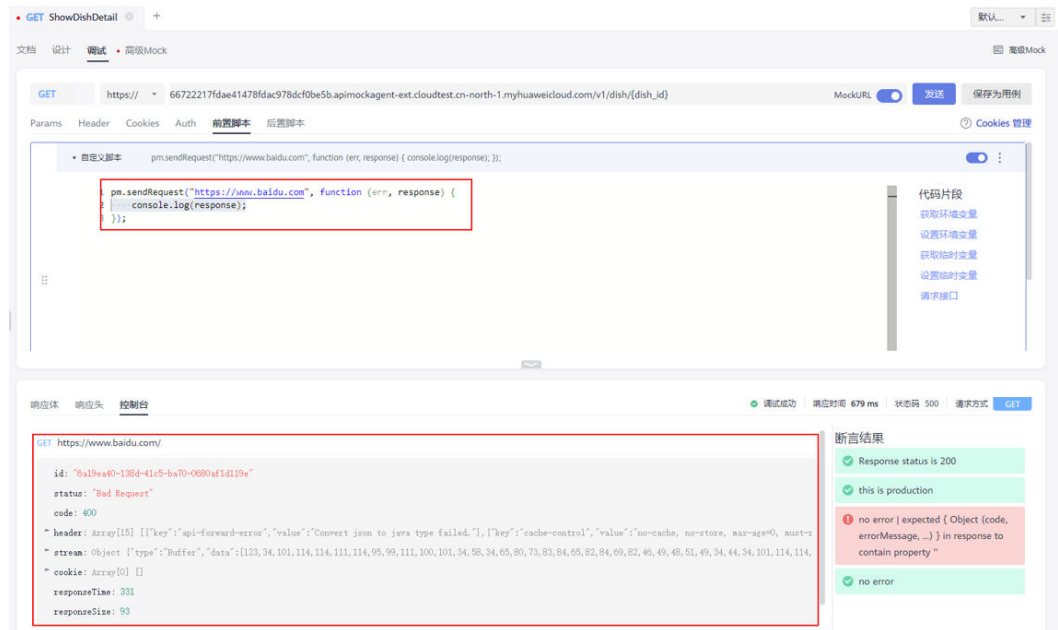 GET ShowDishDetail
+
默认...
文档 设计 调试 高级Mock
高级Mock
GET https:// 66722217fdae41478fdac978dcf0be5b.apimockagent-ext.cloudtest.cn-north-1.myhuaweicloud.com/v1/dish/{dish_id} MockURL 发送 保存为用例
Params Header Cookies Auth 前置脚本 后置脚本 Cookies 管理
自定义脚本 pm.sendRequest("https://www.baidu.com", function (err, response) { console.log(response); });
1 pm.sendRequest("https://www.baidu.com", function (err, response) {
2 ····console.log(response);
3 });
代码片段
获取环境变量
设置环境变量
获取临时变量
设置临时变量
请求接口
响应体 响应头 控制台
调试成功 响应时间 679 ms 状态码 500 请求方式 GET
GET https://www.baidu.com/
id: "6a19ea40-138d-41c5-ba70-0680af1d119e"
status: "Bad Request"
code: 400
header: Array[15] [{"key":"api-forward-error","value":"Convert json to java type failed."},{"key":"cache-control","value":"no-cache, no-store, max-age=0, must-r
stream: Object {"type":"Buffer","data":[123,34,101,114,114,111,114,95,99,111,100,101,34,58,34,65,80,73,83,84,65,82,84,69,82,46,49,48,51,49,34,44,34,101,114,114,
cookie: Array[0] []
responseTime: 331
responseSize: 93
断言结果
Response status is 200
this is production
no error | expected { Object (code,
errorMessage, ...) } in response to
contain property ''
no error